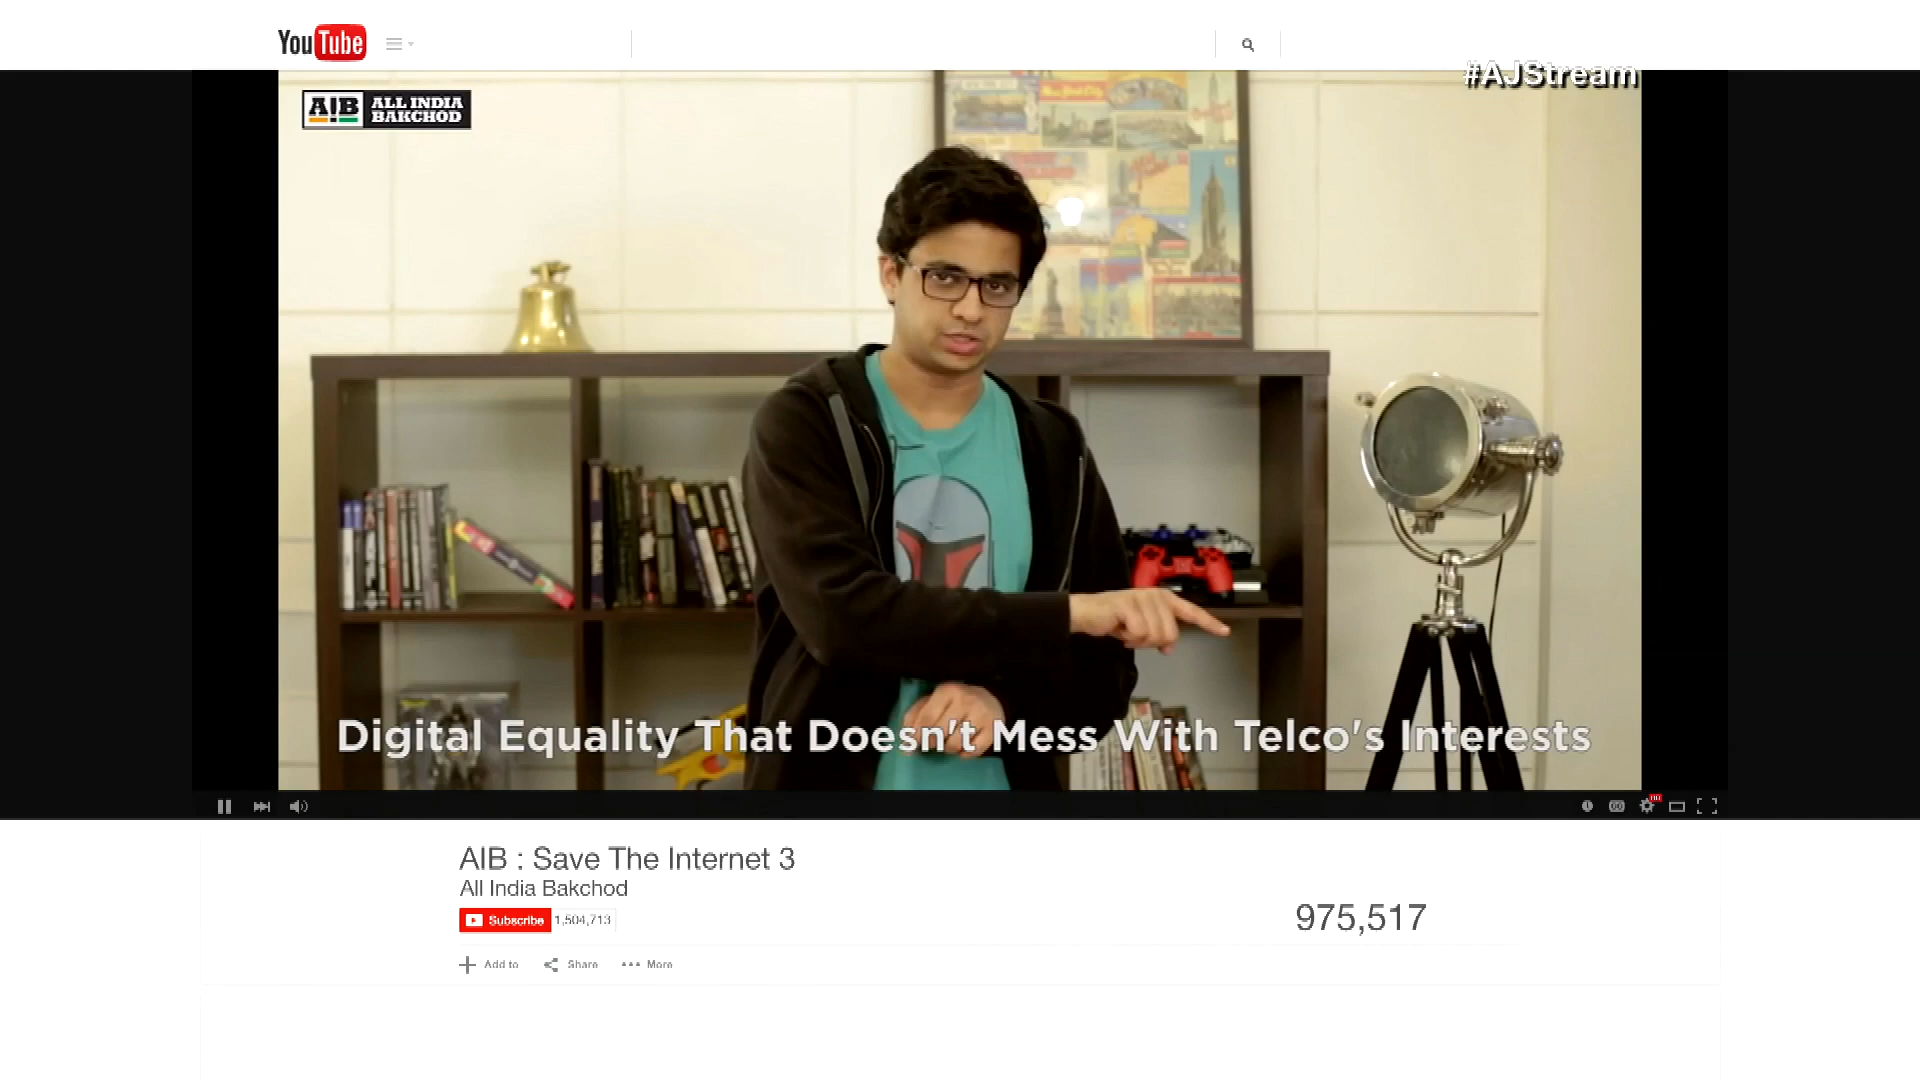 YouTube
#AJStream
AIB ALL INDIA
BAKCHOD
Digital Equality That Doesn't Mess With Telco's Interests
AIB : Save The Internet 3
All India Bakchod
Subscribe 1,504,713
975,517
Add to Share More